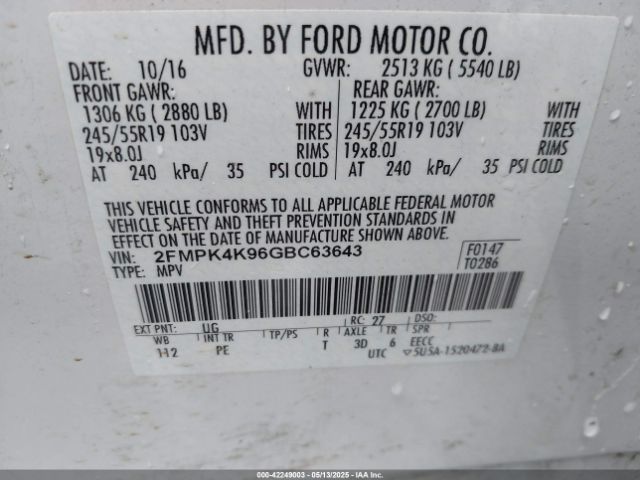 MFD. BY FORD MOTOR CO.
DATE: 10/16 GVWR: 2513 KG ( 5540 LB)
FRONT GAWR: REAR GAWR:
1306 KG ( 2880 LB) WITH 1225 KG ( 2700 LB) WITH
245/55R19 103V TIRES 245/55R19 103V TIRES
19x8.0J RIMS 19x8.0J RIMS
AT 240 kPa/ 35 PSI COLD AT 240 kPa/ 35 PSI COLD
THIS VEHICLE CONFORMS TO ALL APPLICABLE FEDERAL MOTOR
VEHICLE SAFETY AND THEFT PREVENTION STANDARDS IN
EFFECT ON THE DATE OF MANUFACTURE SHOWN ABOVE.
VIN: 2FMPK4K96GBC63643 F0147
TYPE: MPV T0286
EXT PNT: UG RC: 27 DSO:
WB INT TR TP/PS R AXLE TR SPR
112 PE T 3D 6 EECC
UTC 5U5A-1520472-BA
000-42249003 — 05/13/2025 — IAA Inc.